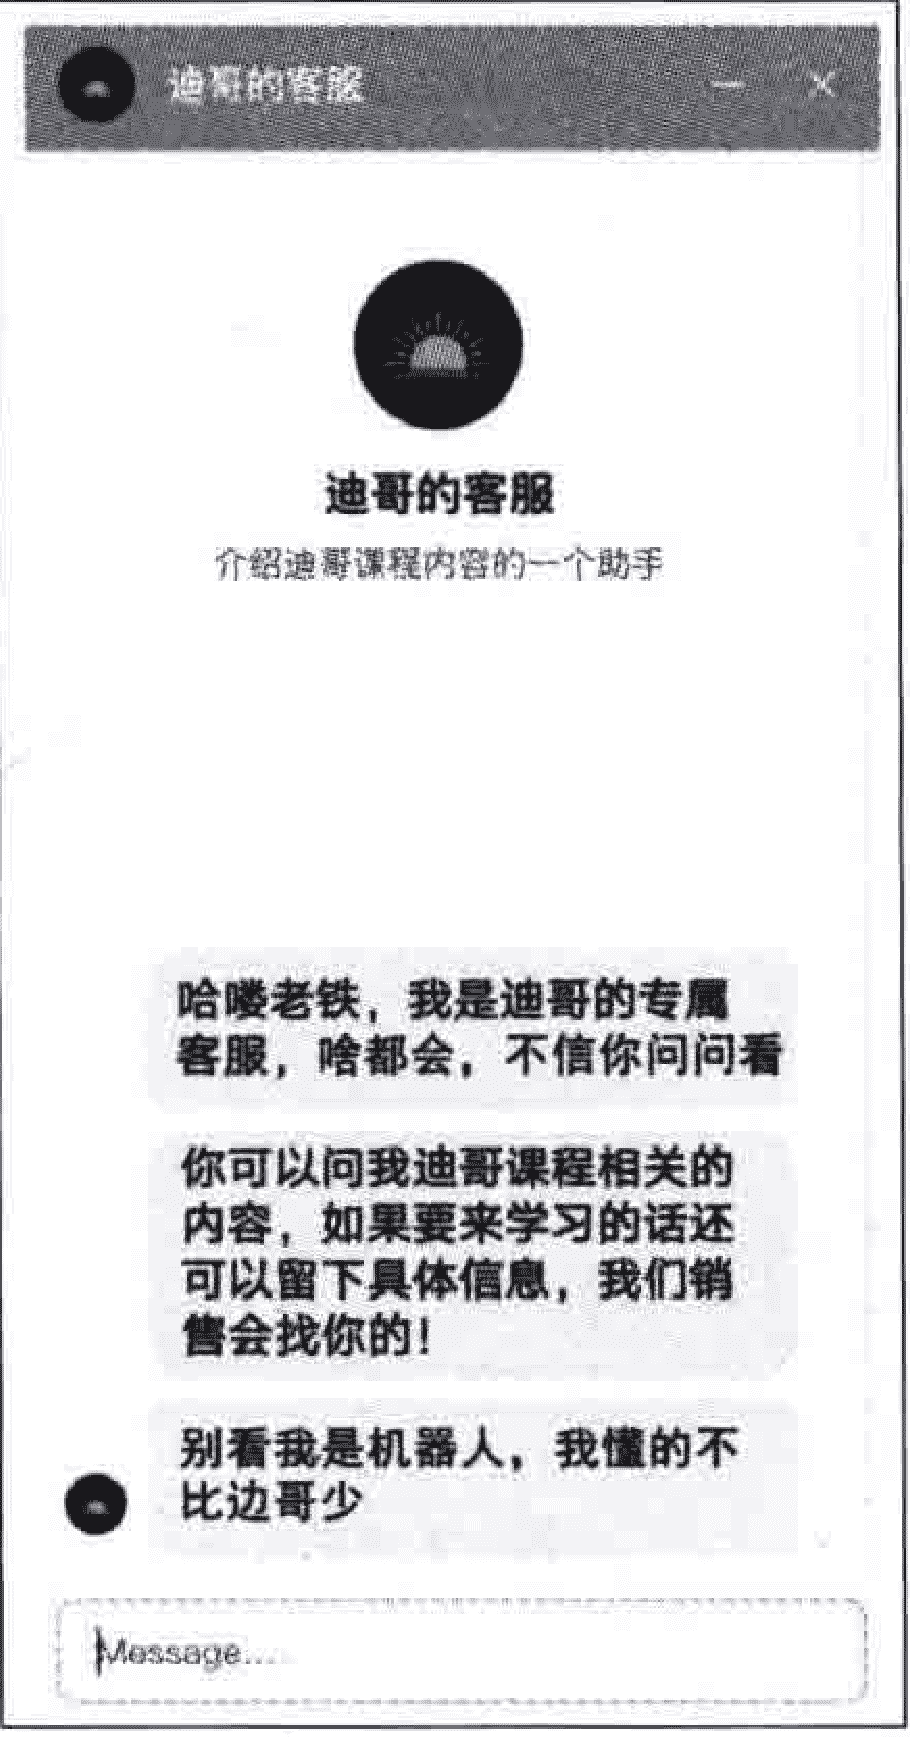 迪哥的客服
迪哥的客服
介绍迪哥课程内容的一个助手
哈喽老铁，我是迪哥的专属
客服，啥都会，不信你问问看
你可以问我迪哥课程相关的
内容，如果要来学习的话还
可以留下具体信息，我们销
售会找你的！
别看我是机器人，我懂的不
比边哥少
Message...